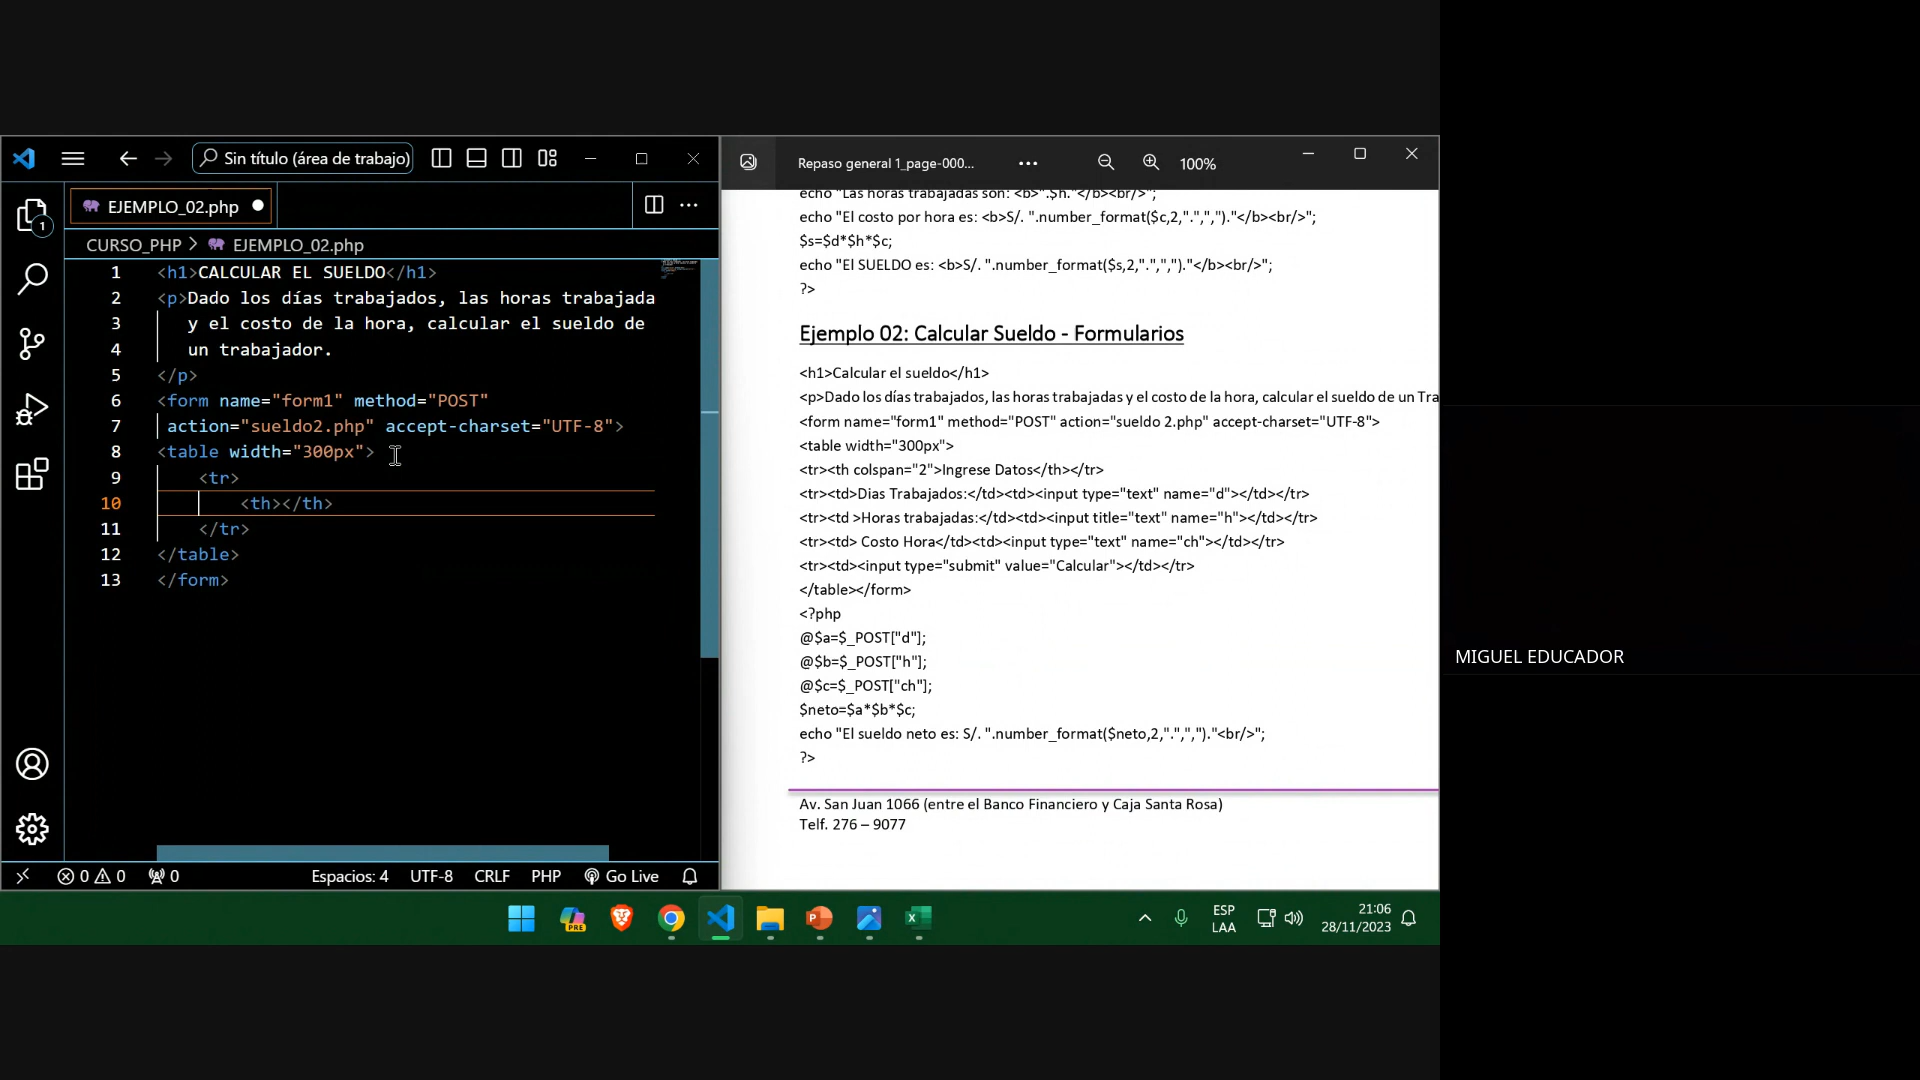 Sin título (área de trabajo)
EJEMPLO_02.php
CURSO_PHP > EJEMPLO_02.php
1 <h1>CALCULAR EL SUELDO</h1>
2 <p>Dado los días trabajados, las horas trabajada
3 y el costo de la hora, calcular el sueldo de
4 un trabajador.
5 </p>
6 <form name="form1" method="POST"
7 action="sueldo2.php" accept-charset="UTF-8">
8 <table width="300px">
9 <tr>
10 <th></th>
11 </tr>
12 </table>
13 </form>
1
0 0 0 Espacios: 4 UTF-8 CRLF PHP Go Live
Repaso general 1_page-000... ... 100%
echo "Las horas trabajadas son: <b>".$h."</b><br/>";
echo "El costo por hora es: <b>S/. ".number_format($c,2,".",",")."</b><br/>";
$s=$d*$h*$c;
echo "El SUELDO es: <b>S/. ".number_format($s,2,".",",")."</b><br/>";
?>
Ejemplo 02: Calcular Sueldo - Formularios
<h1>Calcular el sueldo</h1>
<p>Dado los días trabajados, las horas trabajadas y el costo de la hora, calcular el sueldo de un Tra
<form name="form1" method="POST" action="sueldo 2.php" accept-charset="UTF-8">
<table width="300px">
<tr><th colspan="2">Ingrese Datos</th></tr>
<tr><td>Dias Trabajados:</td><td><input type="text" name="d"></td></tr>
<tr><td >Horas trabajadas:</td><td><input title="text" name="h"></td></tr>
<tr><td> Costo Hora</td><td><input type="text" name="ch"></td></tr>
<tr><td><input type="submit" value="Calcular"></td></tr>
</table></form>
<?php
@$a=$_POST["d"];
@$b=$_POST["h"];
@$c=$_POST["ch"];
$neto=$a*$b*$c;
echo "El sueldo neto es: S/. ".number_format($neto,2,".",",")."<br/>";
?>
Av. San Juan 1066 (entre el Banco Financiero y Caja Santa Rosa)
Telf. 276 – 9077
MIGUEL EDUCADOR
PRE
ESP
LAA
21:06
28/11/2023